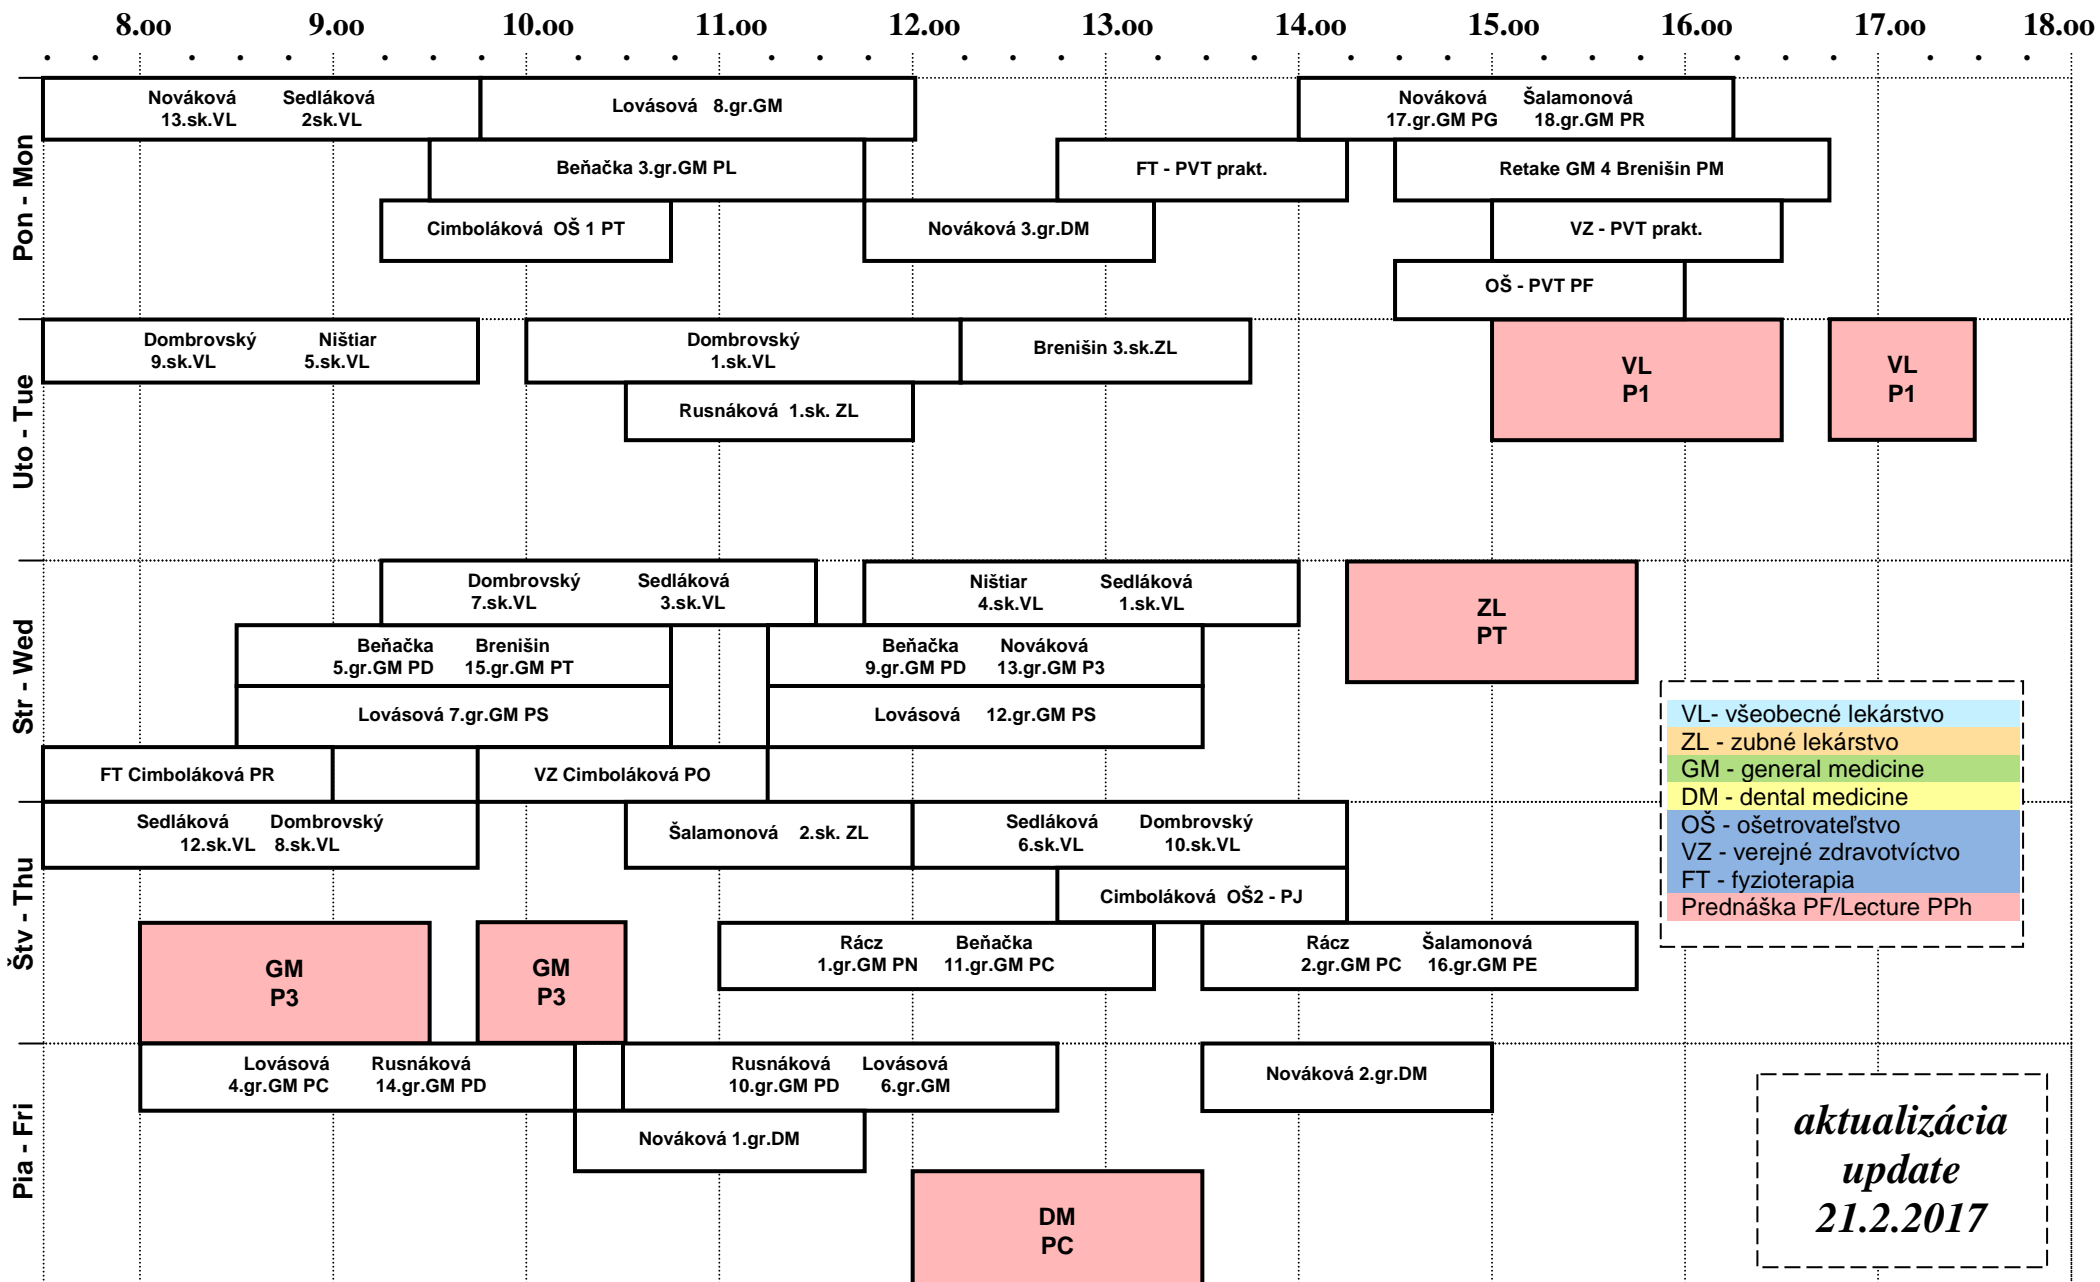 8.00 9.00 10.00 11.00 12.00 13.00 14.00 15.00 16.00 17.00 18.00
Pon - Mon
Nováková Sedláková
13.sk.VL 2sk.VL
Lovásová 8.gr.GM
Nováková Šalamonová
17.gr.GM PG 18.gr.GM PR
Beňačka 3.gr.GM PL
FT - PVT prakt.
Retake GM 4 Brenišin PM
Cimboláková OŠ 1 PT
Nováková 3.gr.DM
VZ - PVT prakt.
OŠ - PVT PF
Uto - Tue
Dombrovský Ništiar
9.sk.VL 5.sk.VL
Dombrovský
1.sk.VL
Brenišin 3.sk.ZL
VL
P1
VL
P1
Rusnáková 1.sk. ZL
Str - Wed
Dombrovský Sedláková
7.sk.VL 3.sk.VL
Ništiar Sedláková
4.sk.VL 1.sk.VL
ZL
PT
Beňačka Brenišin
5.gr.GM PD 15.gr.GM PT
Beňačka Nováková
9.gr.GM PD 13.gr.GM P3
Lovásová 7.gr.GM PS
Lovásová 12.gr.GM PS
FT Cimboláková PR
VZ Cimboláková PO
VL- všeobecné lekárstvo
ZL - zubné lekárstvo
GM - general medicine
DM - dental medicine
OŠ - ošetrovateľstvo
VZ - verejné zdravotvíctvo
FT - fyzioterapia
Prednáška PF/Lecture PPh
Štv - Thu
Sedláková Dombrovský
12.sk.VL 8.sk.VL
Šalamonová 2.sk. ZL
Sedláková Dombrovský
6.sk.VL 10.sk.VL
Cimboláková OŠ2 - PJ
GM
P3
GM
P3
Rácz Beňačka
1.gr.GM PN 11.gr.GM PC
Rácz Šalamonová
2.gr.GM PC 16.gr.GM PE
Pia - Fri
Lovásová Rusnáková
4.gr.GM PC 14.gr.GM PD
Rusnáková Lovásová
10.gr.GM PD 6.gr.GM
Nováková 2.gr.DM
Nováková 1.gr.DM
DM
PC
aktualizácia
update
21.2.2017